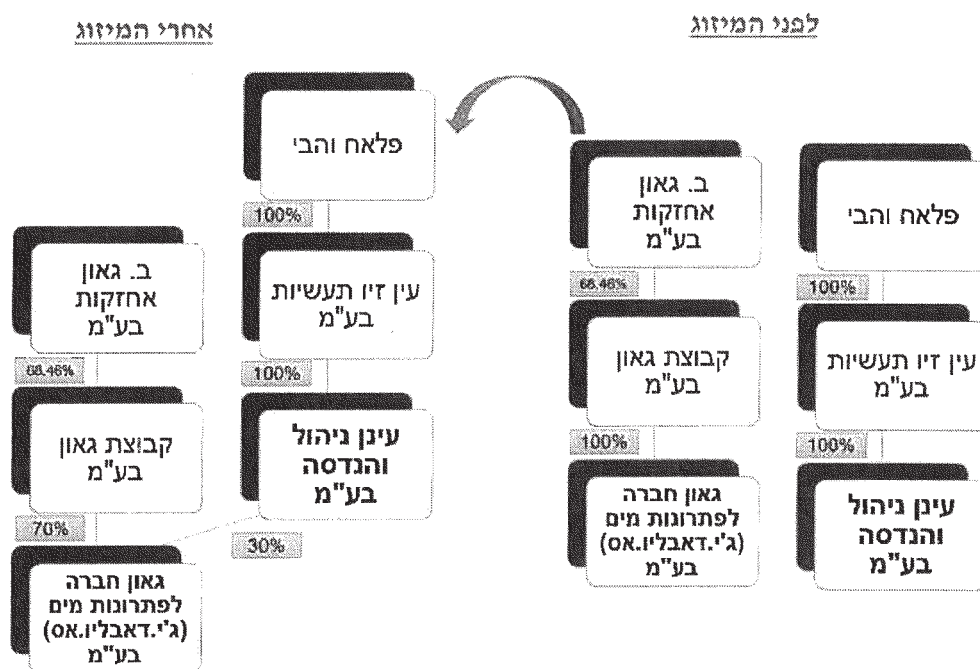 לפני המיזוג
פלאח והבי
100%
עין זיו תעשיות
בע"מ
100%
עינן ניהול
והנדסה
בע"מ
ב. גאון
אחזקות
בע"מ
68.46%
קבוצת גאון
בע"מ
100%
גאון חברה
לפתרונות מים
(ג'י.דאבליו.אס)
בע"מ
אחרי המיזוג
פלאח והבי
100%
עין זיו תעשיות
בע"מ
100%
עינן ניהול
והנדסה
בע"מ
30%
ב. גאון
אחזקות
בע"מ
68.46%
קבוצת גאון
בע"מ
70%
גאון חברה
לפתרונות מים
(ג'י.דאבליו.אס)
בע"מ